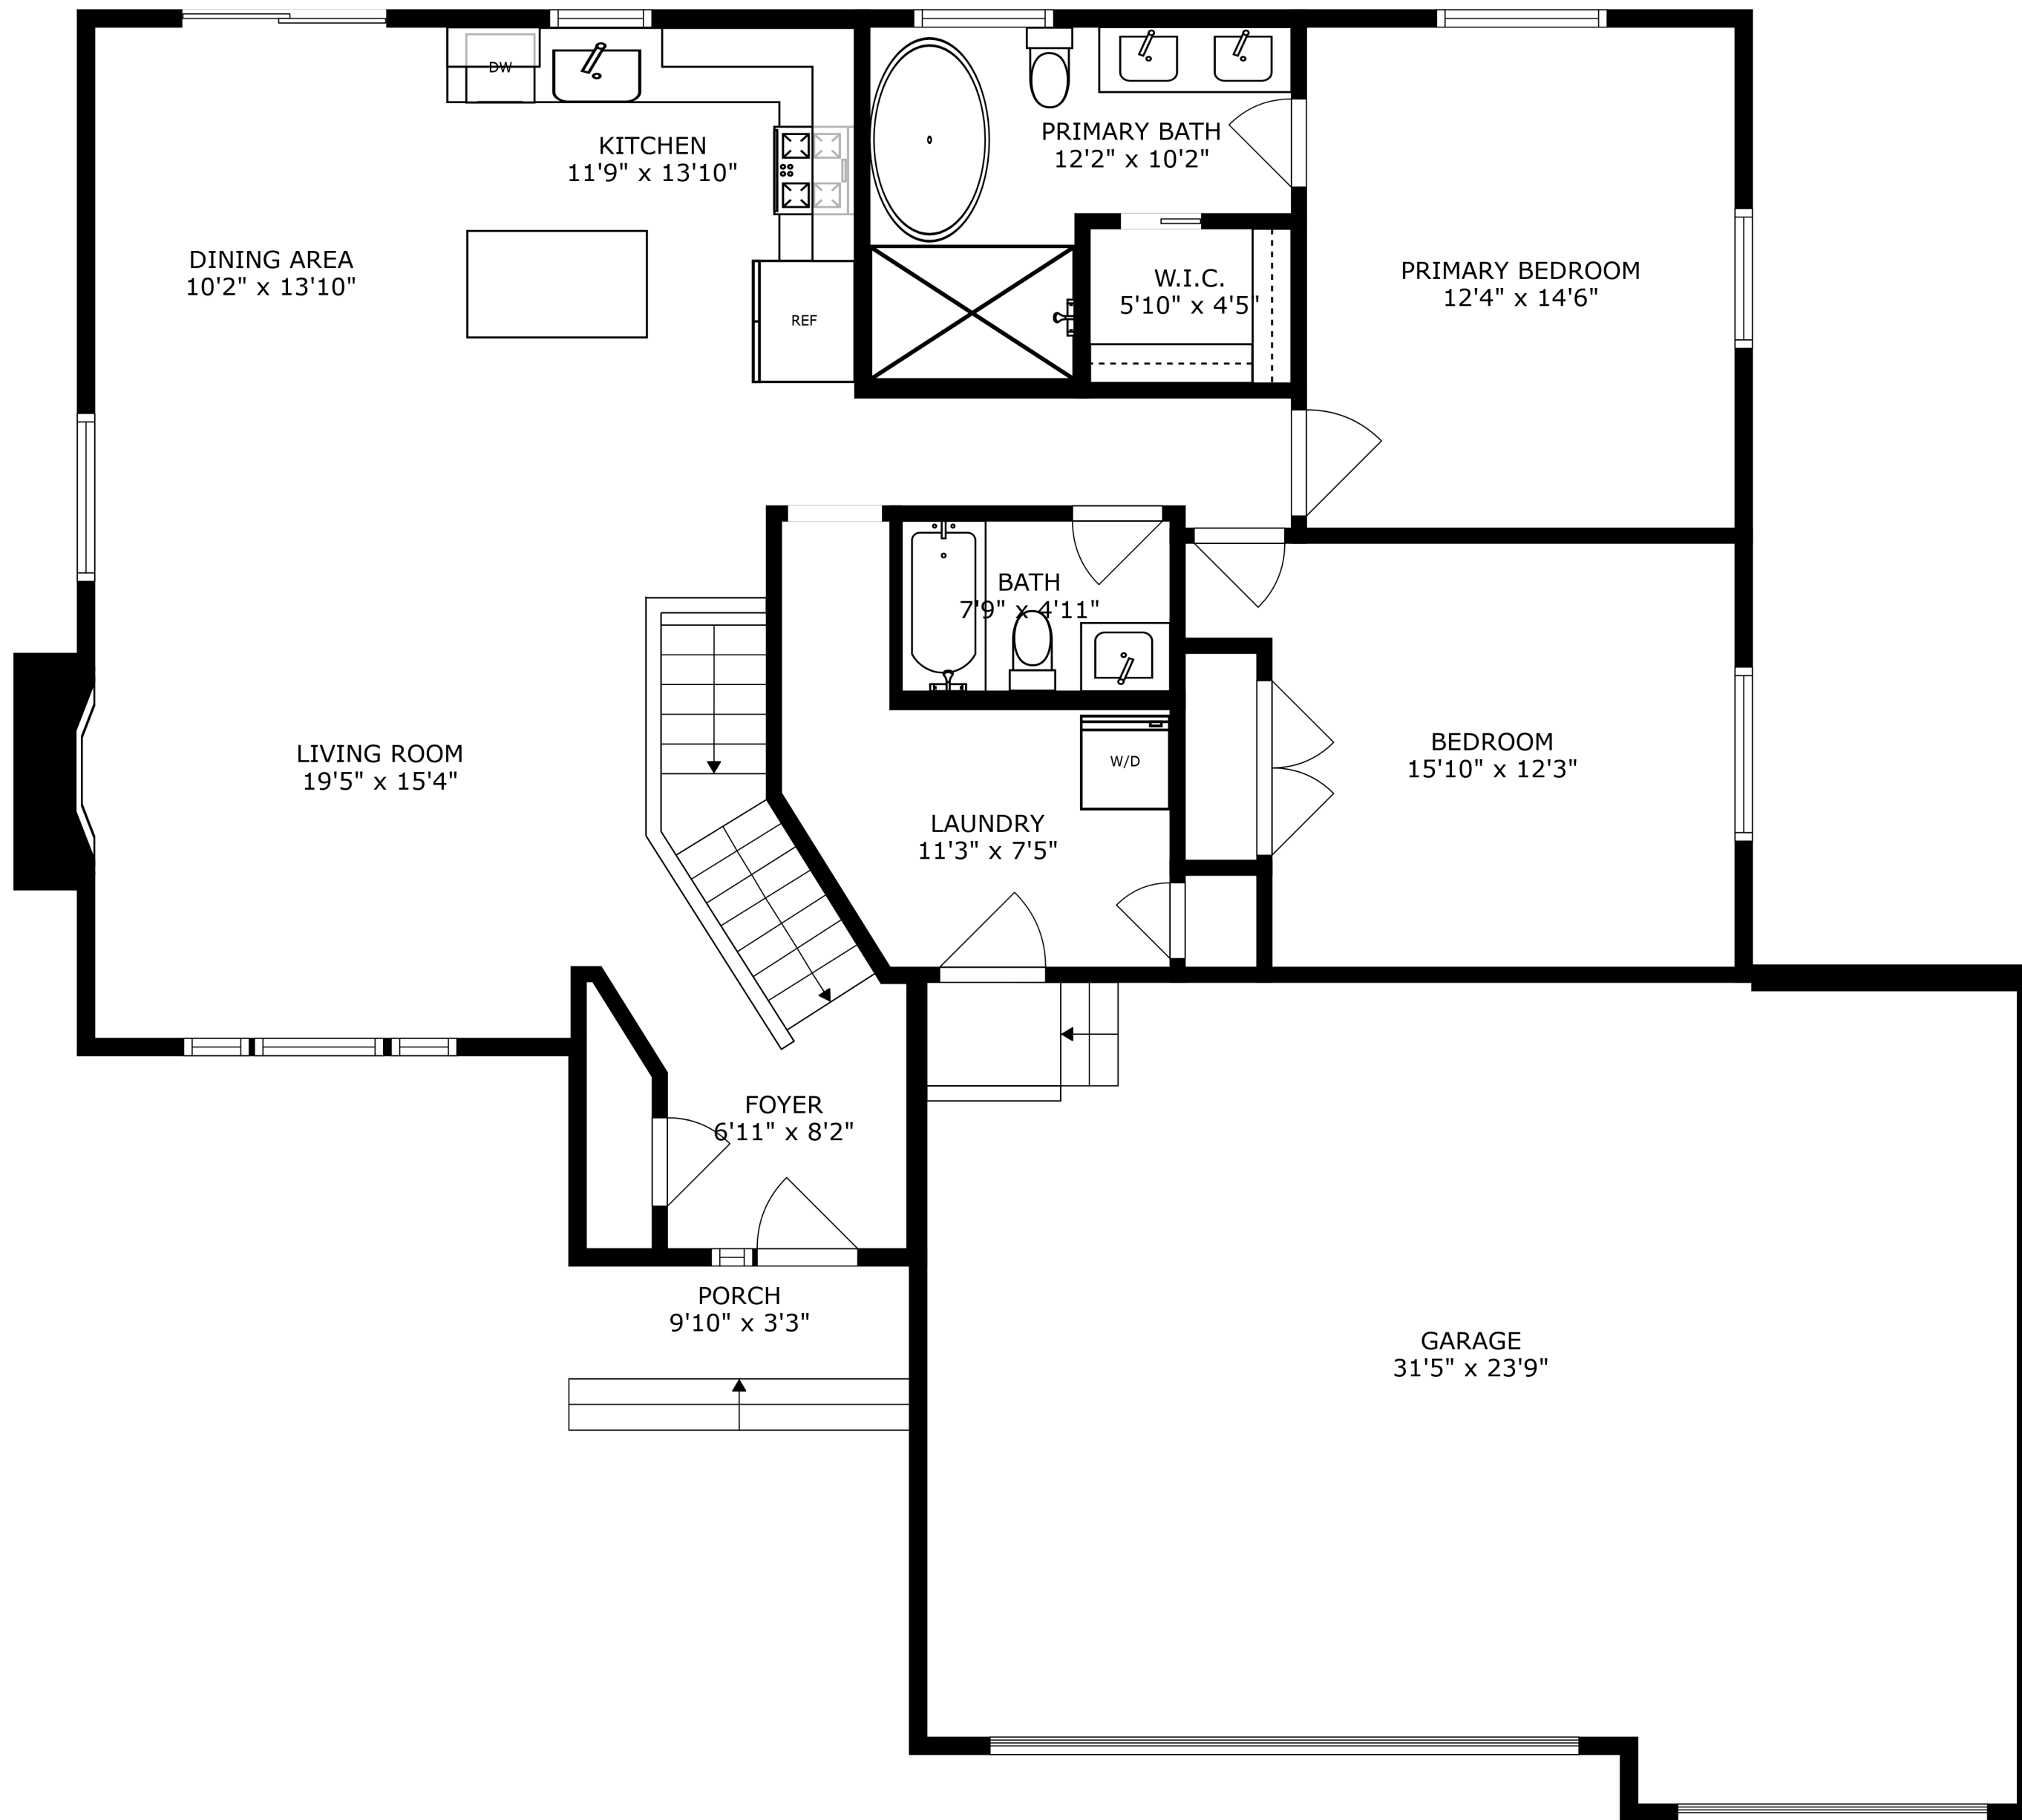 DW
KITCHEN
11'9" x 13'10"
PRIMARY BATH
12'2" x 10'2"
DINING AREA
10'2" x 13'10"
REF
W.I.C.
5'10" x 4'5"
PRIMARY BEDROOM
12'4" x 14'6"
BATH
7'9" x 4'11"
LIVING ROOM
19'5" x 15'4"
W/D
BEDROOM
15'10" x 12'3"
LAUNDRY
11'3" x 7'5"
FOYER
6'11" x 8'2"
PORCH
9'10" x 3'3"
GARAGE
31'5" x 23'9"